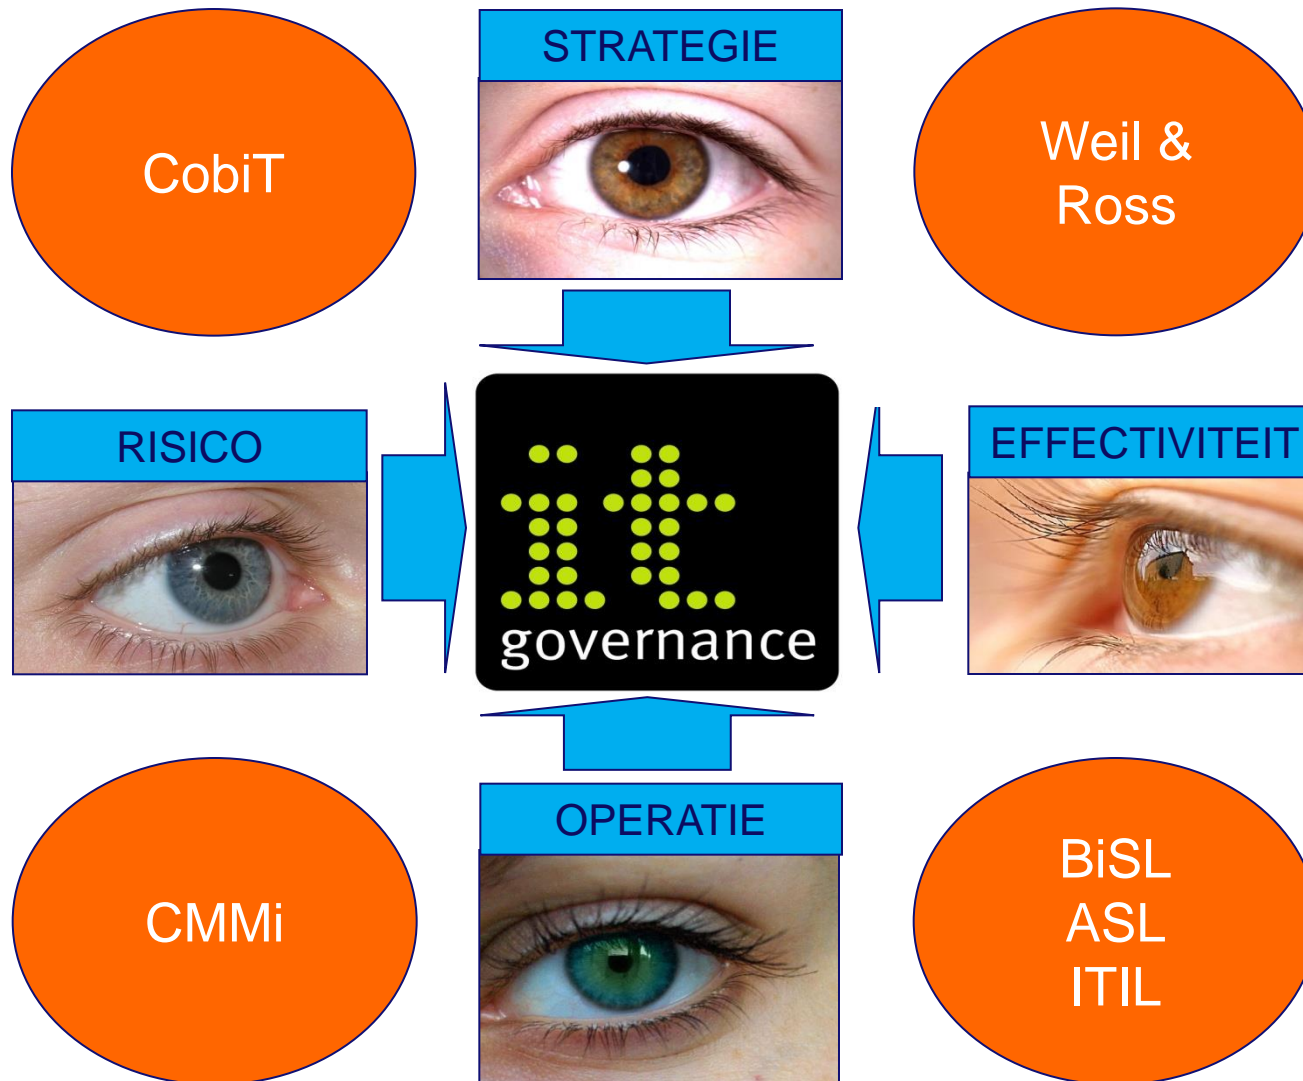 CobiT
STRATEGIE
Weil &
Ross
RISICO
it
governance
EFFECTIVITEIT
CMMi
OPERATIE
BiSL
ASL
ITIL